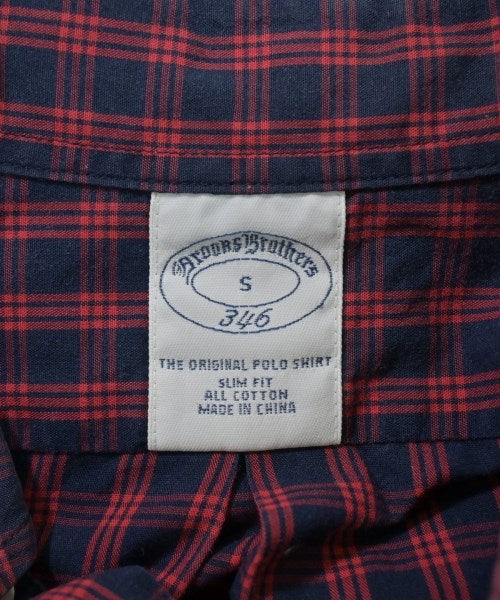 Brooks Brothers
S
346
THE ORIGINAL POLO SHIRT
SLIM FIT
ALL COTTON
MADE IN CHINA